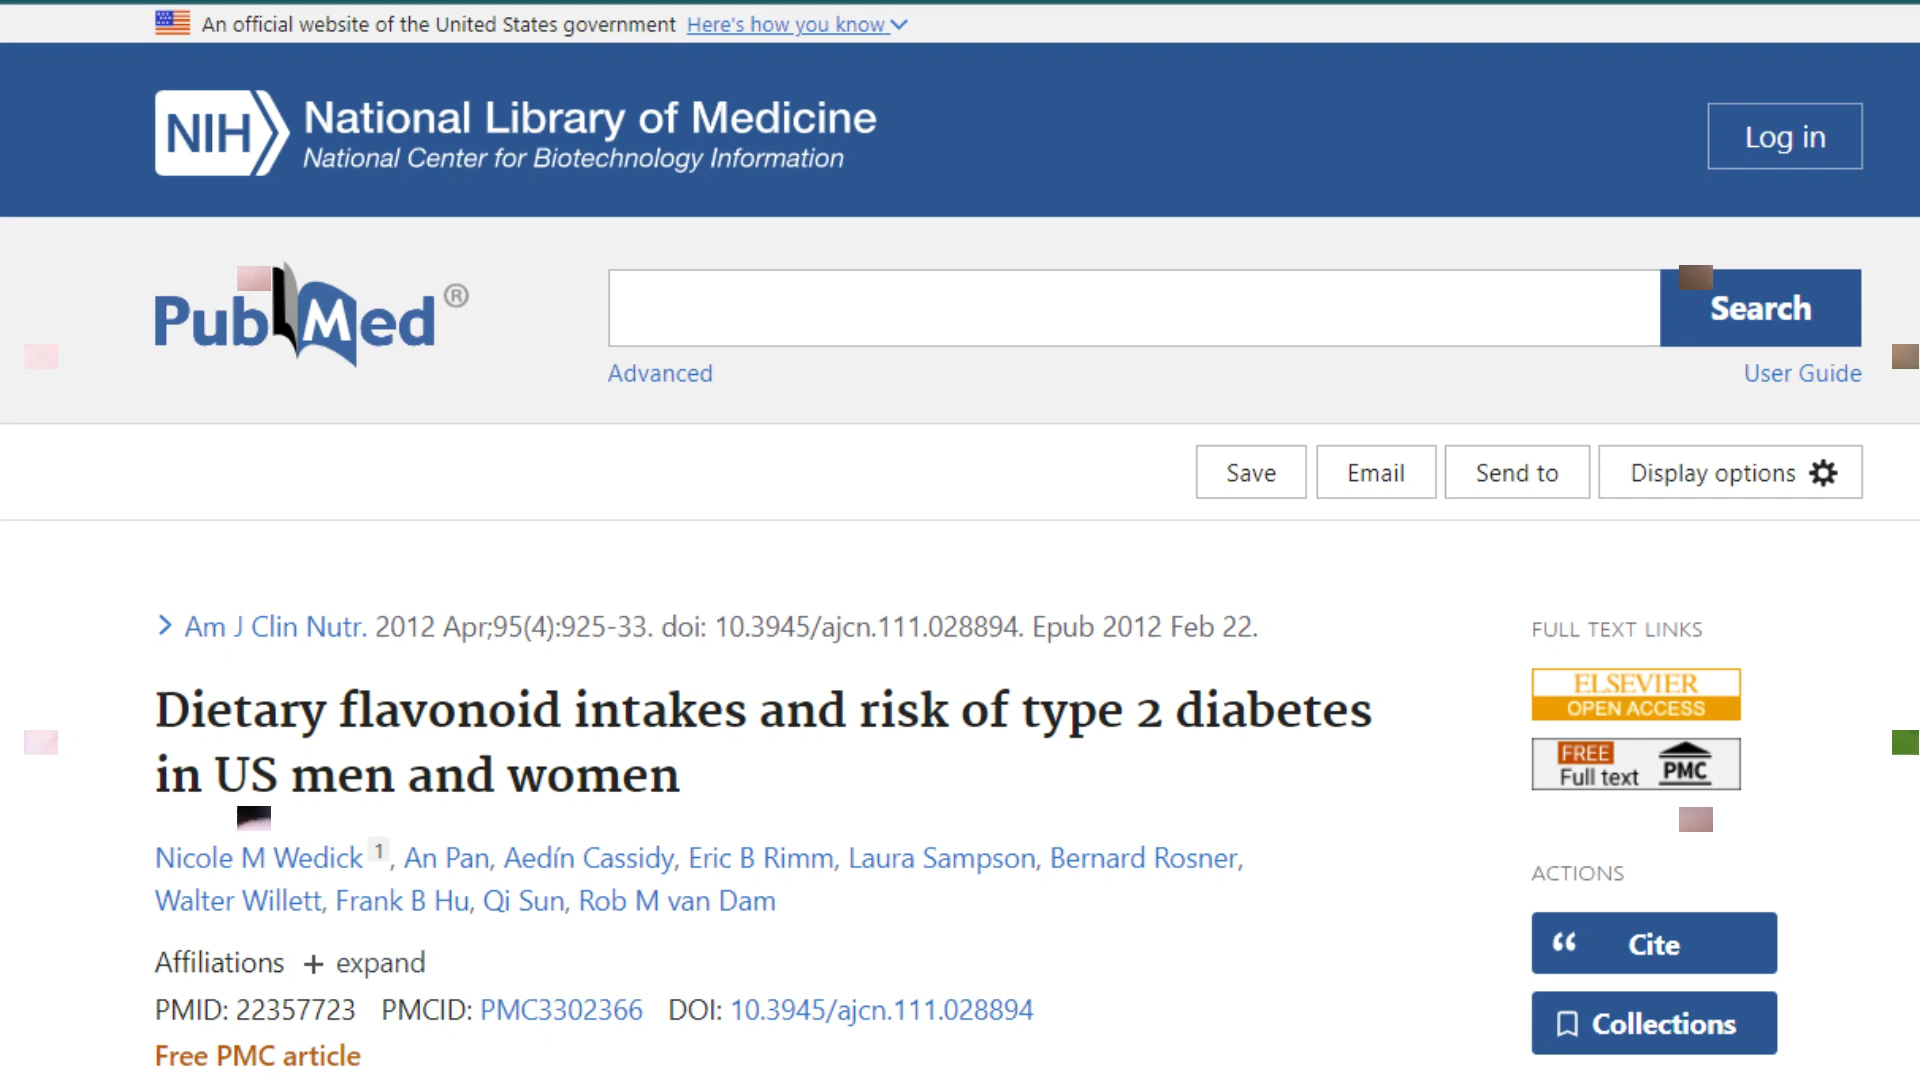 An official website of the United States government Here's how you know
NIH National Library of Medicine
National Center for Biotechnology Information
Log in
PubMed®
Search
Advanced
User Guide
Save
Email
Send to
Display options
Am J Clin Nutr. 2012 Apr;95(4):925-33. doi: 10.3945/ajcn.111.028894. Epub 2012 Feb 22.
Dietary flavonoid intakes and risk of type 2 diabetes
in US men and women
Nicole M Wedick 1, An Pan, Aedín Cassidy, Eric B Rimm, Laura Sampson, Bernard Rosner,
Walter Willett, Frank B Hu, Qi Sun, Rob M van Dam
Affiliations + expand
PMID: 22357723 PMCID: PMC3302366 DOI: 10.3945/ajcn.111.028894
Free PMC article
FULL TEXT LINKS
ELSEVIER
OPEN ACCESS
FREE
Full text PMC
ACTIONS
Cite
Collections